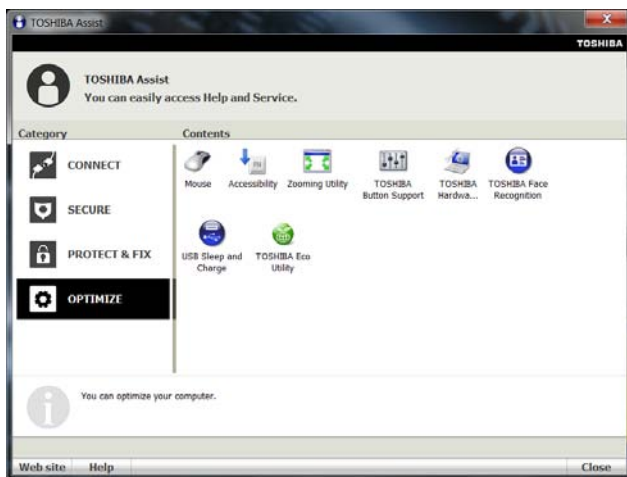 TOSHIBA Assist
TOSHIBA
TOSHIBA Assist
You can easily access Help and Service.
Category
Contents
CONNECT
SECURE
PROTECT & FIX
OPTIMIZE
Mouse
Accessibility
Zooming Utility
TOSHIBA
Button Support
TOSHIBA
Hardwa...
TOSHIBA Face
Recognition
USB Sleep and
Charge
TOSHIBA Eco
Utility
You can optimize your computer.
Web site
Help
Close